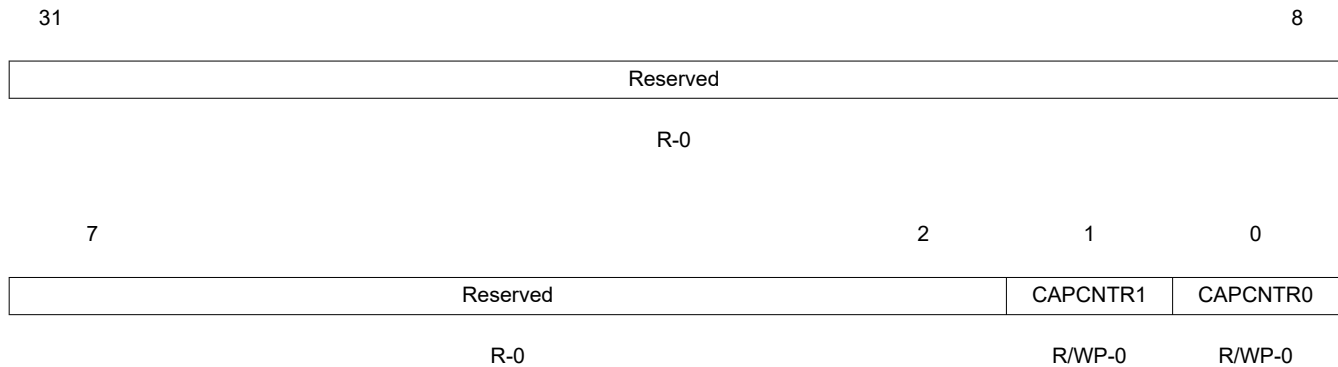 31 8
Reserved
R-0
7 2 1 0
Reserved CAPCNTR1 CAPCNTR0
R-0 R/WP-0 R/WP-0